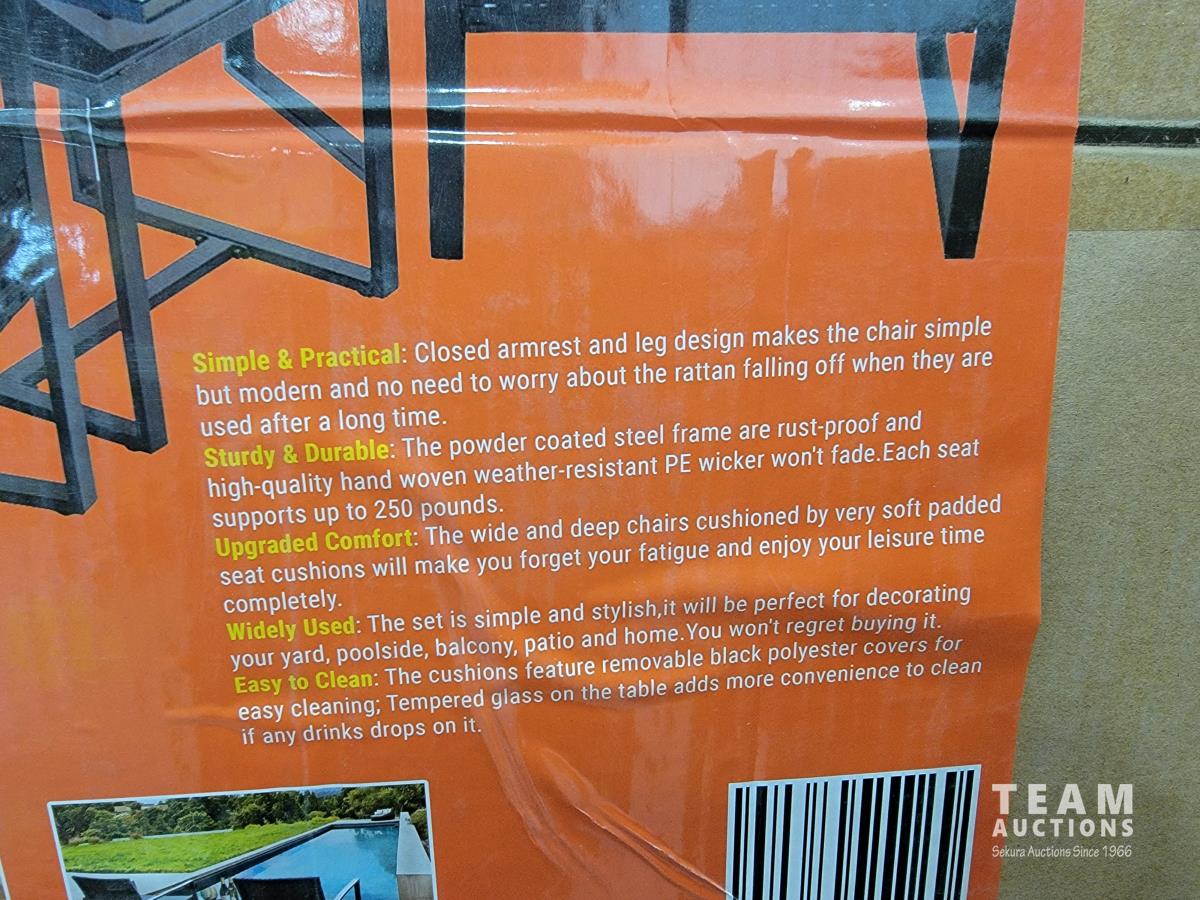 Simple & Practical: Closed armrest and leg design makes the chair simple
but modern and no need to worry about the rattan falling off when they are
used after a long time.
Sturdy & Durable: The powder coated steel frame are rust-proof and
high-quality hand woven weather-resistant PE wicker won't fade.Each seat
supports up to 250 pounds.
Upgraded Comfort: The wide and deep chairs cushioned by very soft padded
seat cushions will make you forget your fatigue and enjoy your leisure time
completely.
Widely Used: The set is simple and stylish,it will be perfect for decorating
your yard, poolside, balcony, patio and home.You won't regret buying it.
Easy to Clean: The cushions feature removable black polyester covers for
easy cleaning; Tempered glass on the table adds more convenience to clean
if any drinks drops on it.
TEAM
AUCTIONS
Sekura Auctions Since 1966